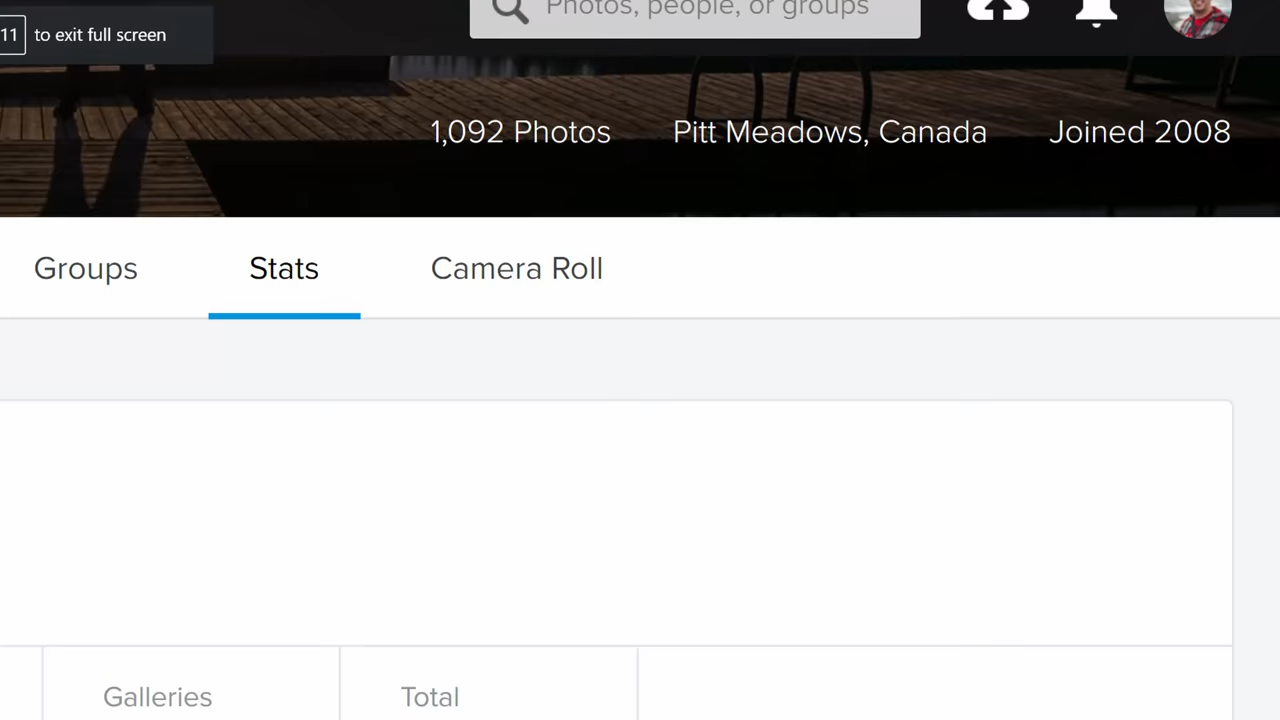 Photos, people, or groups
11 to exit full screen
1,092 Photos Pitt Meadows, Canada Joined 2008
Groups Stats Camera Roll
Galleries Total